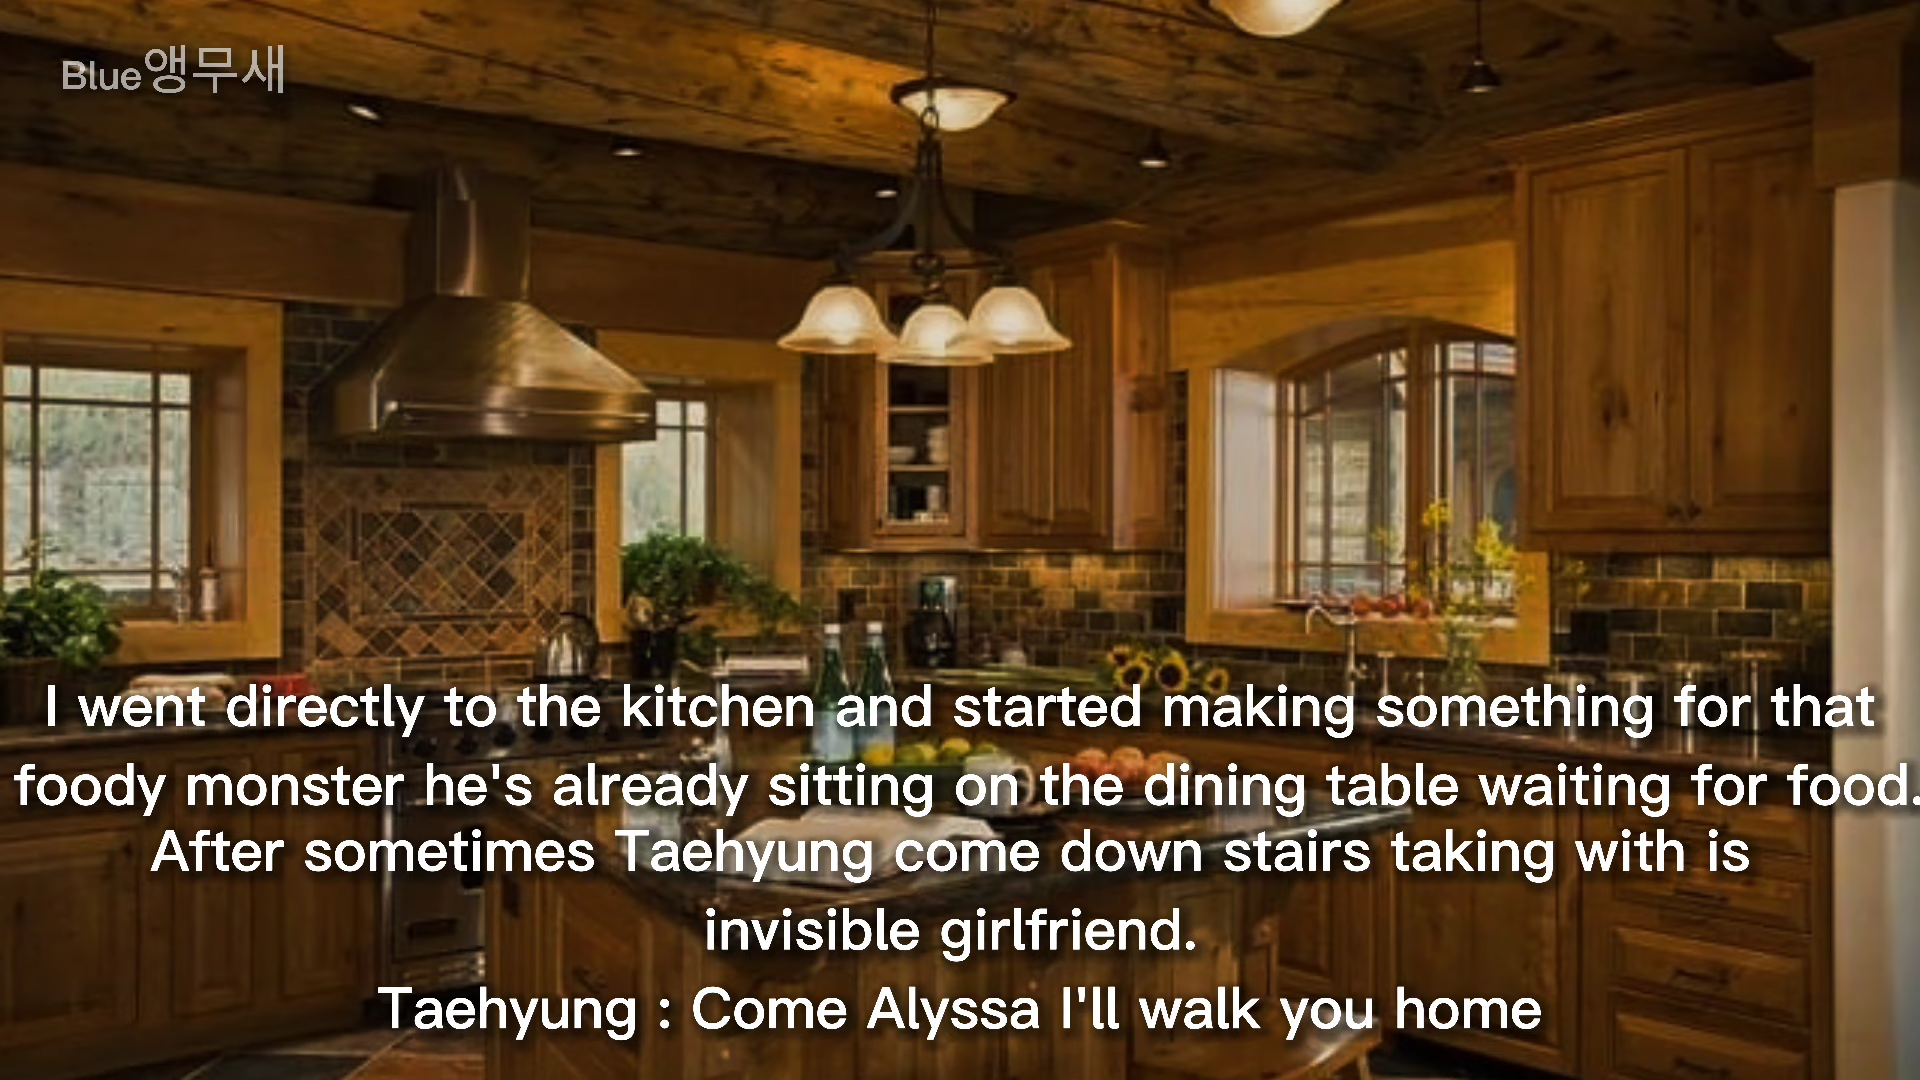 Blue앵무새
I went directly to the kitchen and started making something for that
foody monster he's already sitting on the dining table waiting for food.
After sometimes Taehyung come down stairs taking with is
invisible girlfriend.
Taehyung : Come Alyssa I'll walk you home